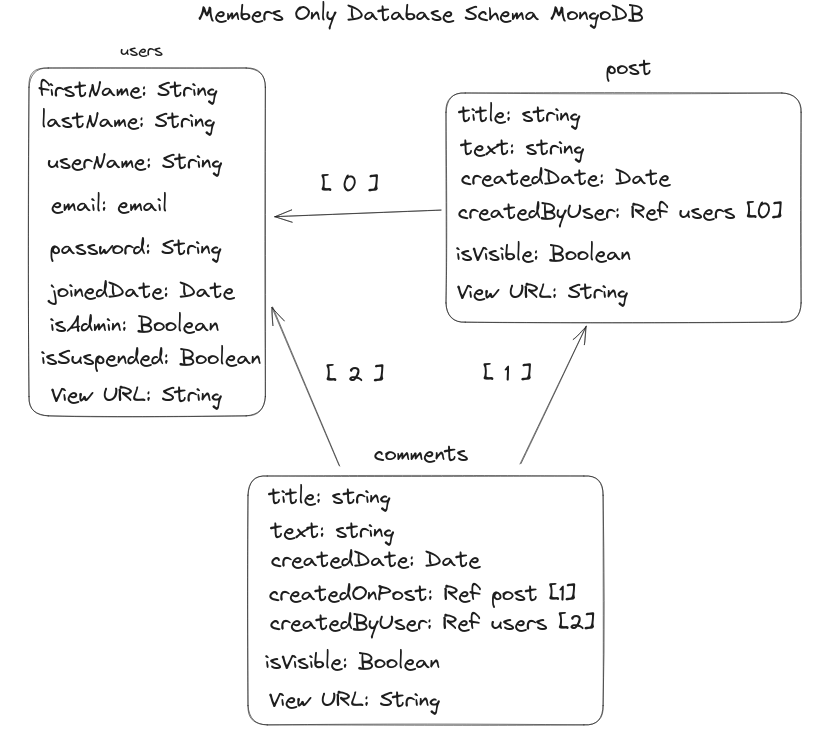 Members Only Database Schema MongoDB
users
firstName: String
lastName: String
userName: String
email: email
password: String
joinedDate: Date
isAdmin: Boolean
isSuspended: Boolean
View URL: String
[ 0 ]
post
title: string
text: string
createdDate: Date
createdByUser: Ref users [0]
isVisible: Boolean
View URL: String
[ 2 ]
[ 1 ]
comments
title: string
text: string
createdDate: Date
createdOnPost: Ref post [1]
createdByUser: Ref users [2]
isVisible: Boolean
View URL: String